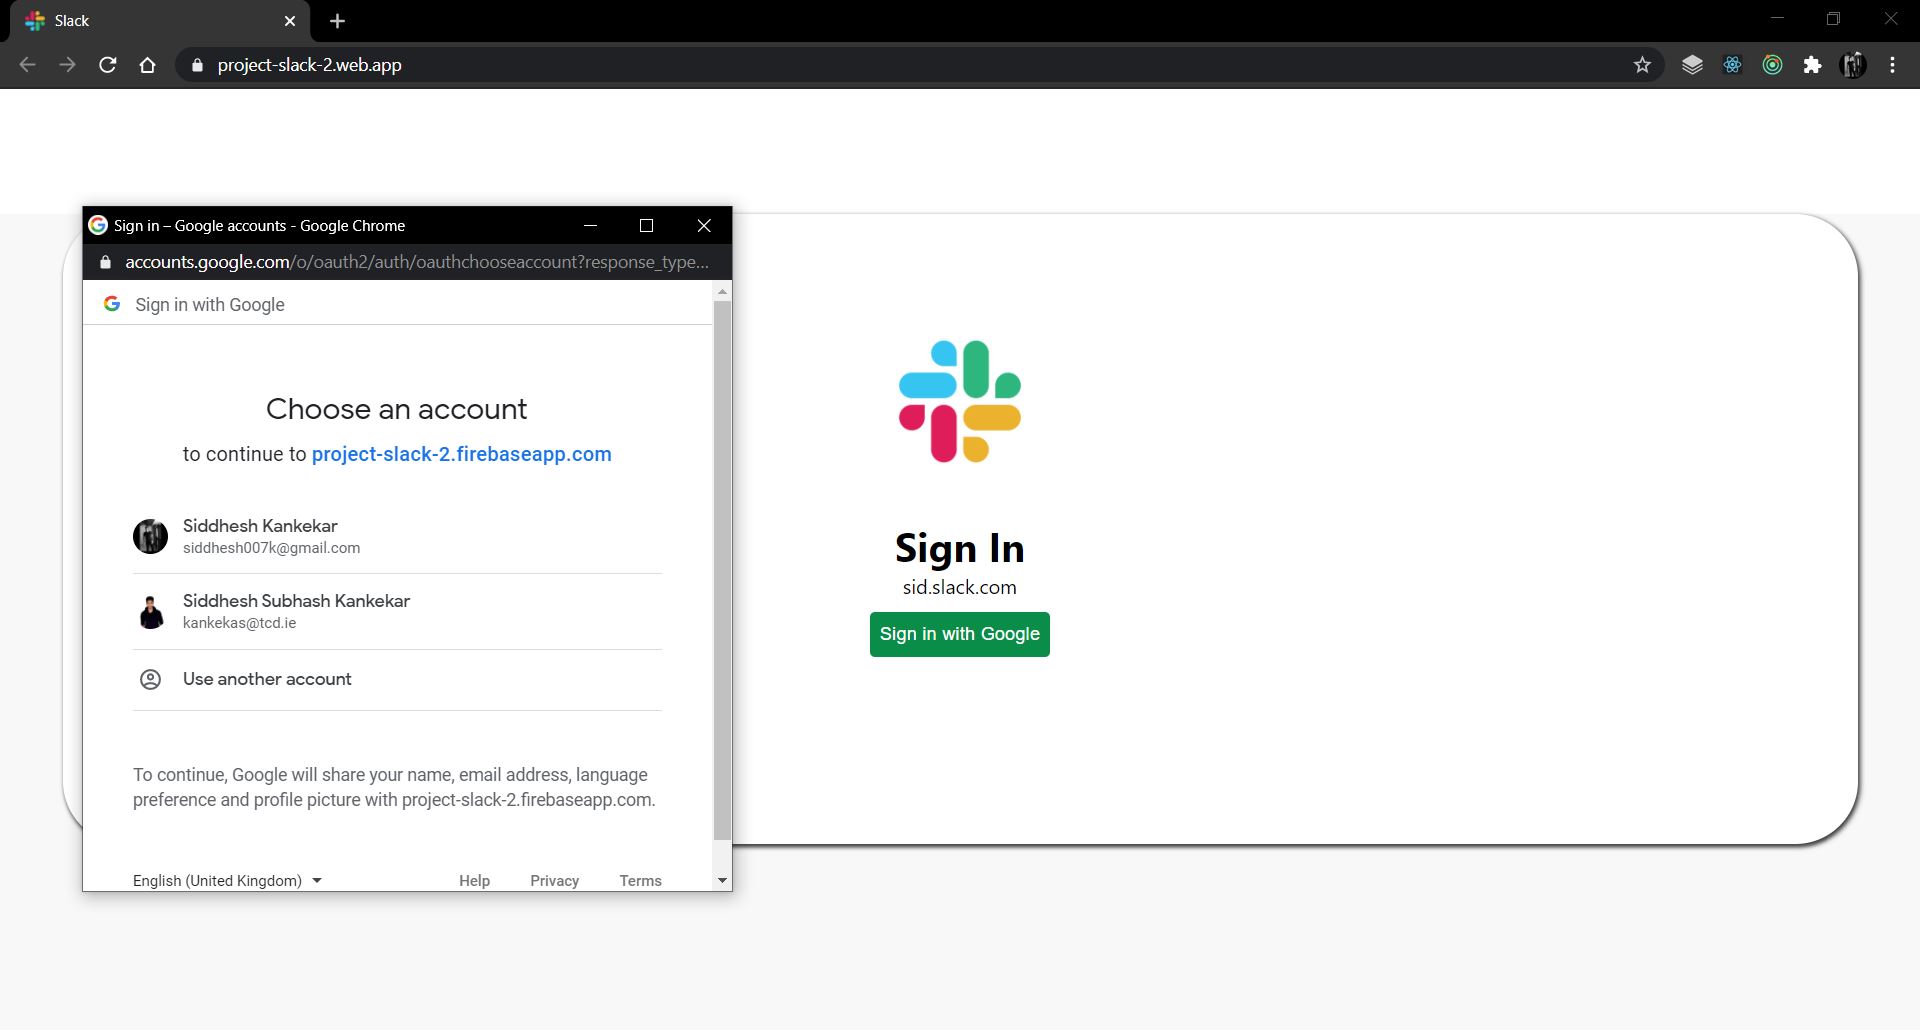 Slack
project-slack-2.web.app
Sign in – Google accounts - Google Chrome
accounts.google.com/o/oauth2/auth/oauthchooseaccount?response_type...
Sign in with Google
Choose an account
to continue to project-slack-2.firebaseapp.com
Siddhesh Kankekar
siddhesh007k@gmail.com
Siddhesh Subhash Kankekar
kankekas@tcd.ie
Use another account
To continue, Google will share your name, email address, language
preference and profile picture with project-slack-2.firebaseapp.com.
English (United Kingdom)
Help Privacy Terms
Sign In
sid.slack.com
Sign in with Google